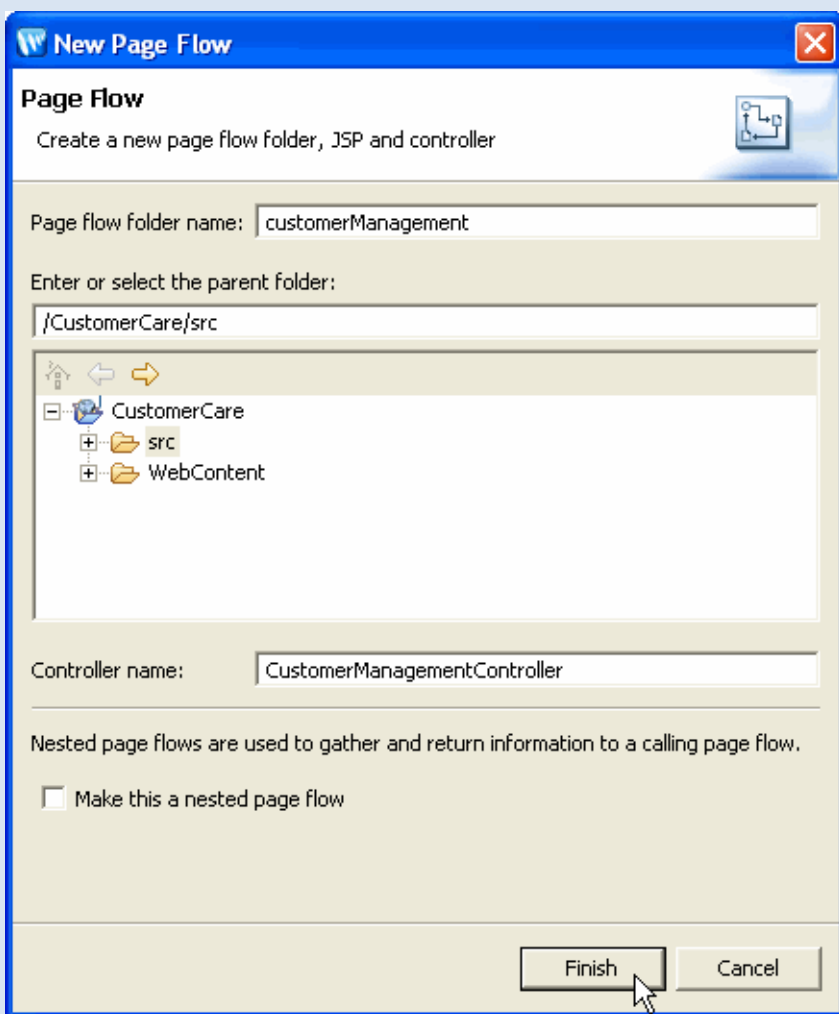 New Page Flow
Page Flow
Create a new page flow folder, JSP and controller
Page flow folder name: customerManagement
Enter or select the parent folder:
/CustomerCare/src
CustomerCare
src
WebContent
Controller name: CustomerManagementController
Nested page flows are used to gather and return information to a calling page flow.
Make this a nested page flow
Finish Cancel